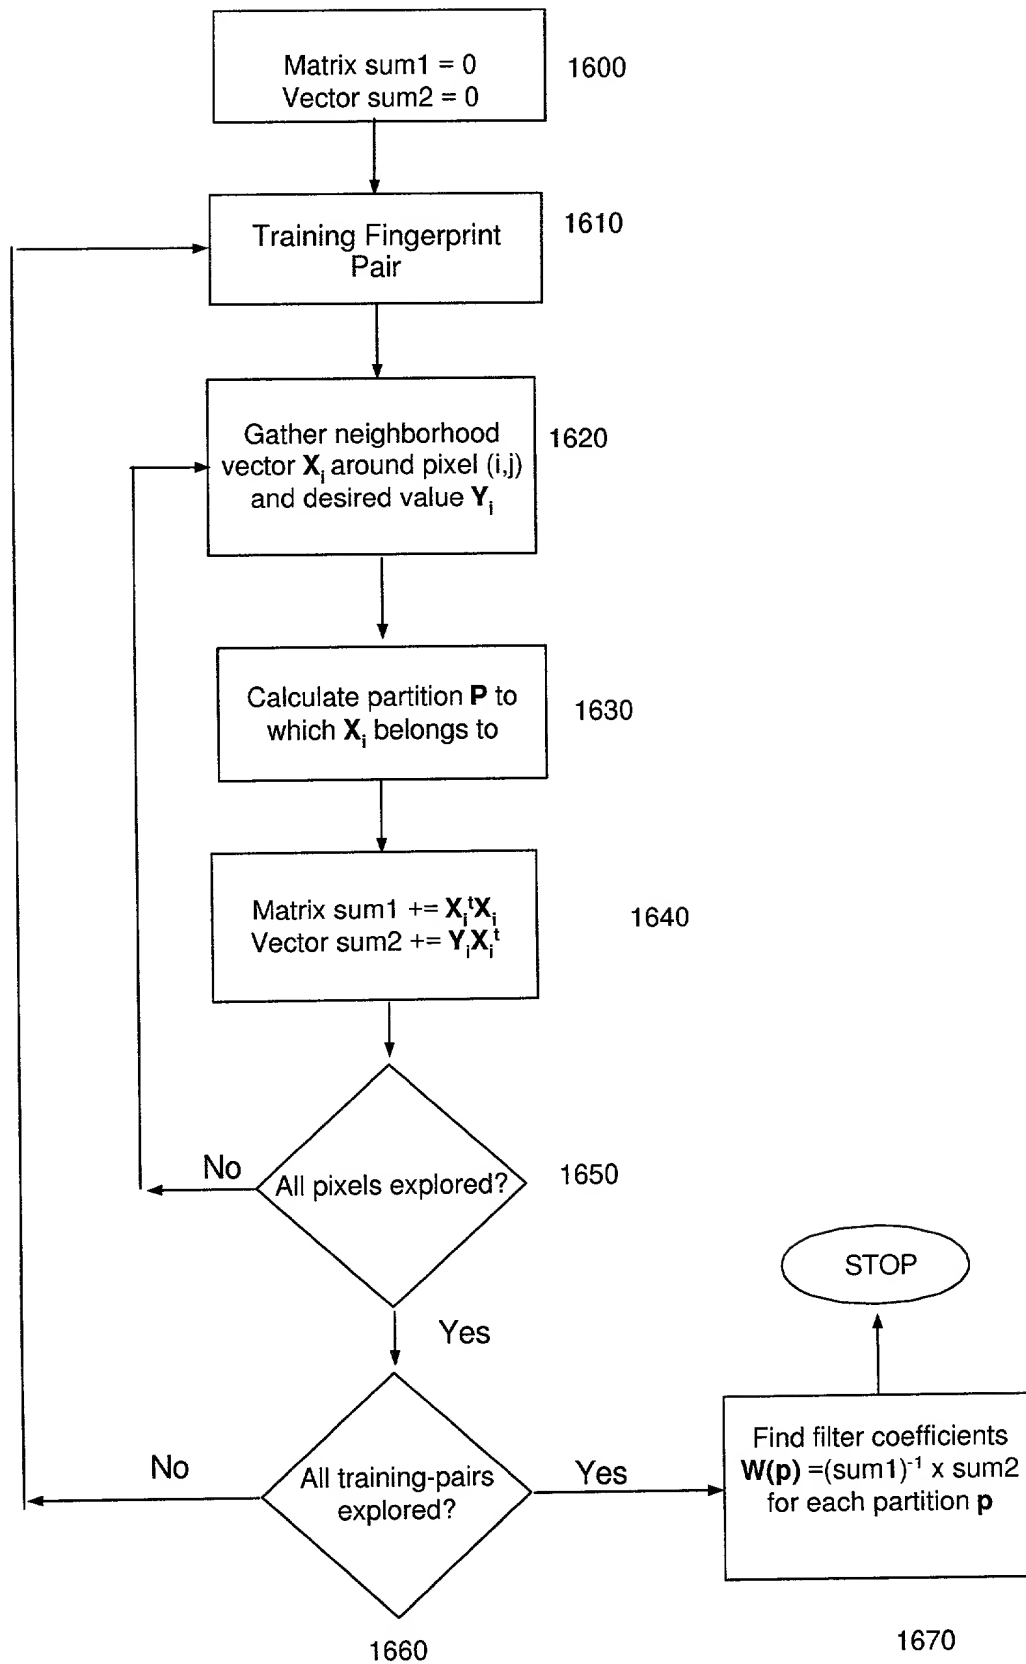 Matrix sum1 = 0
Vector sum2 = 0
1600
Training Fingerprint
Pair
1610
Gather neighborhood
vector Xi around pixel (i,j)
and desired value Yi
1620
Calculate partition P to
which Xi belongs to
1630
Matrix sum1 += XitXi
Vector sum2 += YiXit
1640
All pixels explored?
1650
No
Yes
All training-pairs
explored?
1660
No
Yes
Find filter coefficients
W(p) =(sum1)-1 x sum2
for each partition p
1670
STOP